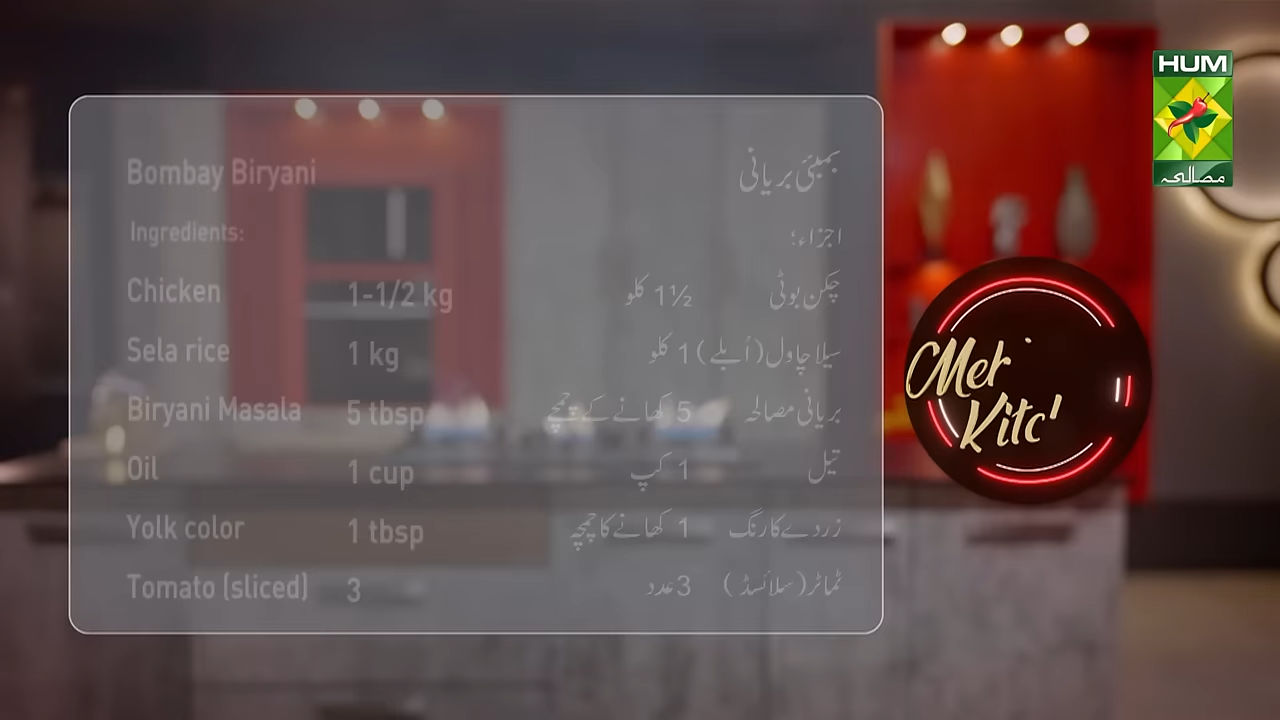 HUM
مصالحہ
Bombay Biryani بمبئی بریانی
Ingredients: اجزاء:
Chicken 1-1/2 kg چکن بوٹی 1½ کلو
Sela rice 1 kg سیلا چاول (اُبلے) 1 کلو
Biryani Masala 5 tbsp بریانی مصالحہ 5 کھانے کے چمچے
Oil 1 cup تیل 1 کپ
Yolk color 1 tbsp زردے کا رنگ 1 کھانے کا چمچہ
Tomato (sliced) 3 ٹماٹر (سلائسڈ) 3 عدد
Mer
Kitc